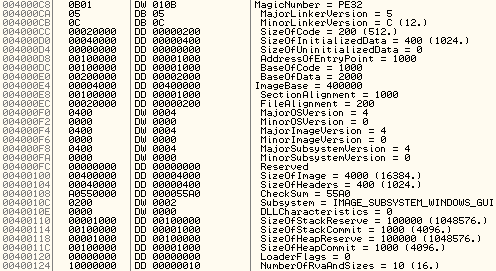 004000C8 0B01 DW 010B MagicNumber = PE32
004000CA 05 DB 05 MajorLinkerVersion = 5
004000CB 0C DB 0C MinorLinkerVersion = C (12.)
004000CC 00020000 DD 00000200 SizeOfCode = 200 (512.)
004000D0 00040000 DD 00000400 SizeOfInitializedData = 400 (1024.)
004000D4 00000000 DD 00000000 SizeOfUninitializedData = 0
004000D8 00100000 DD 00001000 AddressOfEntryPoint = 1000
004000DC 00100000 DD 00001000 BaseOfCode = 1000
004000E0 00200000 DD 00002000 BaseOfData = 2000
004000E4 00004000 DD 00400000 ImageBase = 400000
004000E8 00100000 DD 00001000 SectionAlignment = 1000
004000EC 00020000 DD 00000200 FileAlignment = 200
004000F0 0400 DW 0004 MajorOSVersion = 4
004000F2 0000 DW 0000 MinorOSVersion = 0
004000F4 0400 DW 0004 MajorImageVersion = 4
004000F6 0000 DW 0000 MinorImageVersion = 0
004000F8 0400 DW 0004 MajorSubsystemVersion = 4
004000FA 0000 DW 0000 MinorSubsystemVersion = 0
004000FC 00000000 DD 00000000 Reserved
00400100 00400000 DD 00004000 SizeOfImage = 4000 (16384.)
00400104 00040000 DD 00000400 SizeOfHeaders = 400 (1024.)
00400108 A0550000 DD 000055A0 CheckSum = 55A0
0040010C 0200 DW 0002 Subsystem = IMAGE_SUBSYSTEM_WINDOWS_GUI
0040010E 0000 DW 0000 DLLCharacteristics = 0
00400110 00001000 DD 00100000 SizeOfStackReserve = 100000 (1048576.)
00400114 00100000 DD 00001000 SizeOfStackCommit = 1000 (4096.)
00400118 00001000 DD 00100000 SizeOfHeapReserve = 100000 (1048576.)
0040011C 00100000 DD 00001000 SizeOfHeapCommit = 1000 (4096.)
00400120 00000000 DD 00000000 LoaderFlags = 0
00400124 10000000 DD 00000010 NumberOfRvaAndSizes = 10 (16.)